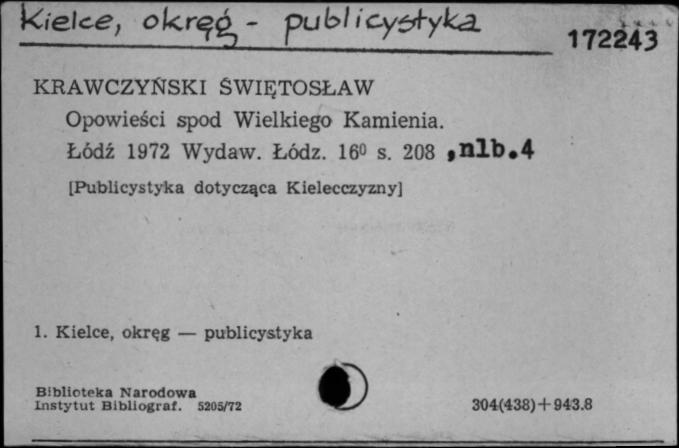 Kielce, okręg - publicystyka
172243
KRAWCZYŃSKI ŚWIĘTOSŁAW
Opowieści spod Wielkiego Kamienia.
Łódź 1972 Wydaw. Łódz. 16⁰ s. 208 ,nlb.4
[Publicystyka dotycząca Kielecczyzny]
1. Kielce, okręg — publicystyka
Biblioteka Narodowa
Instytut Bibliograf. 5205/72
304(438)+943.8